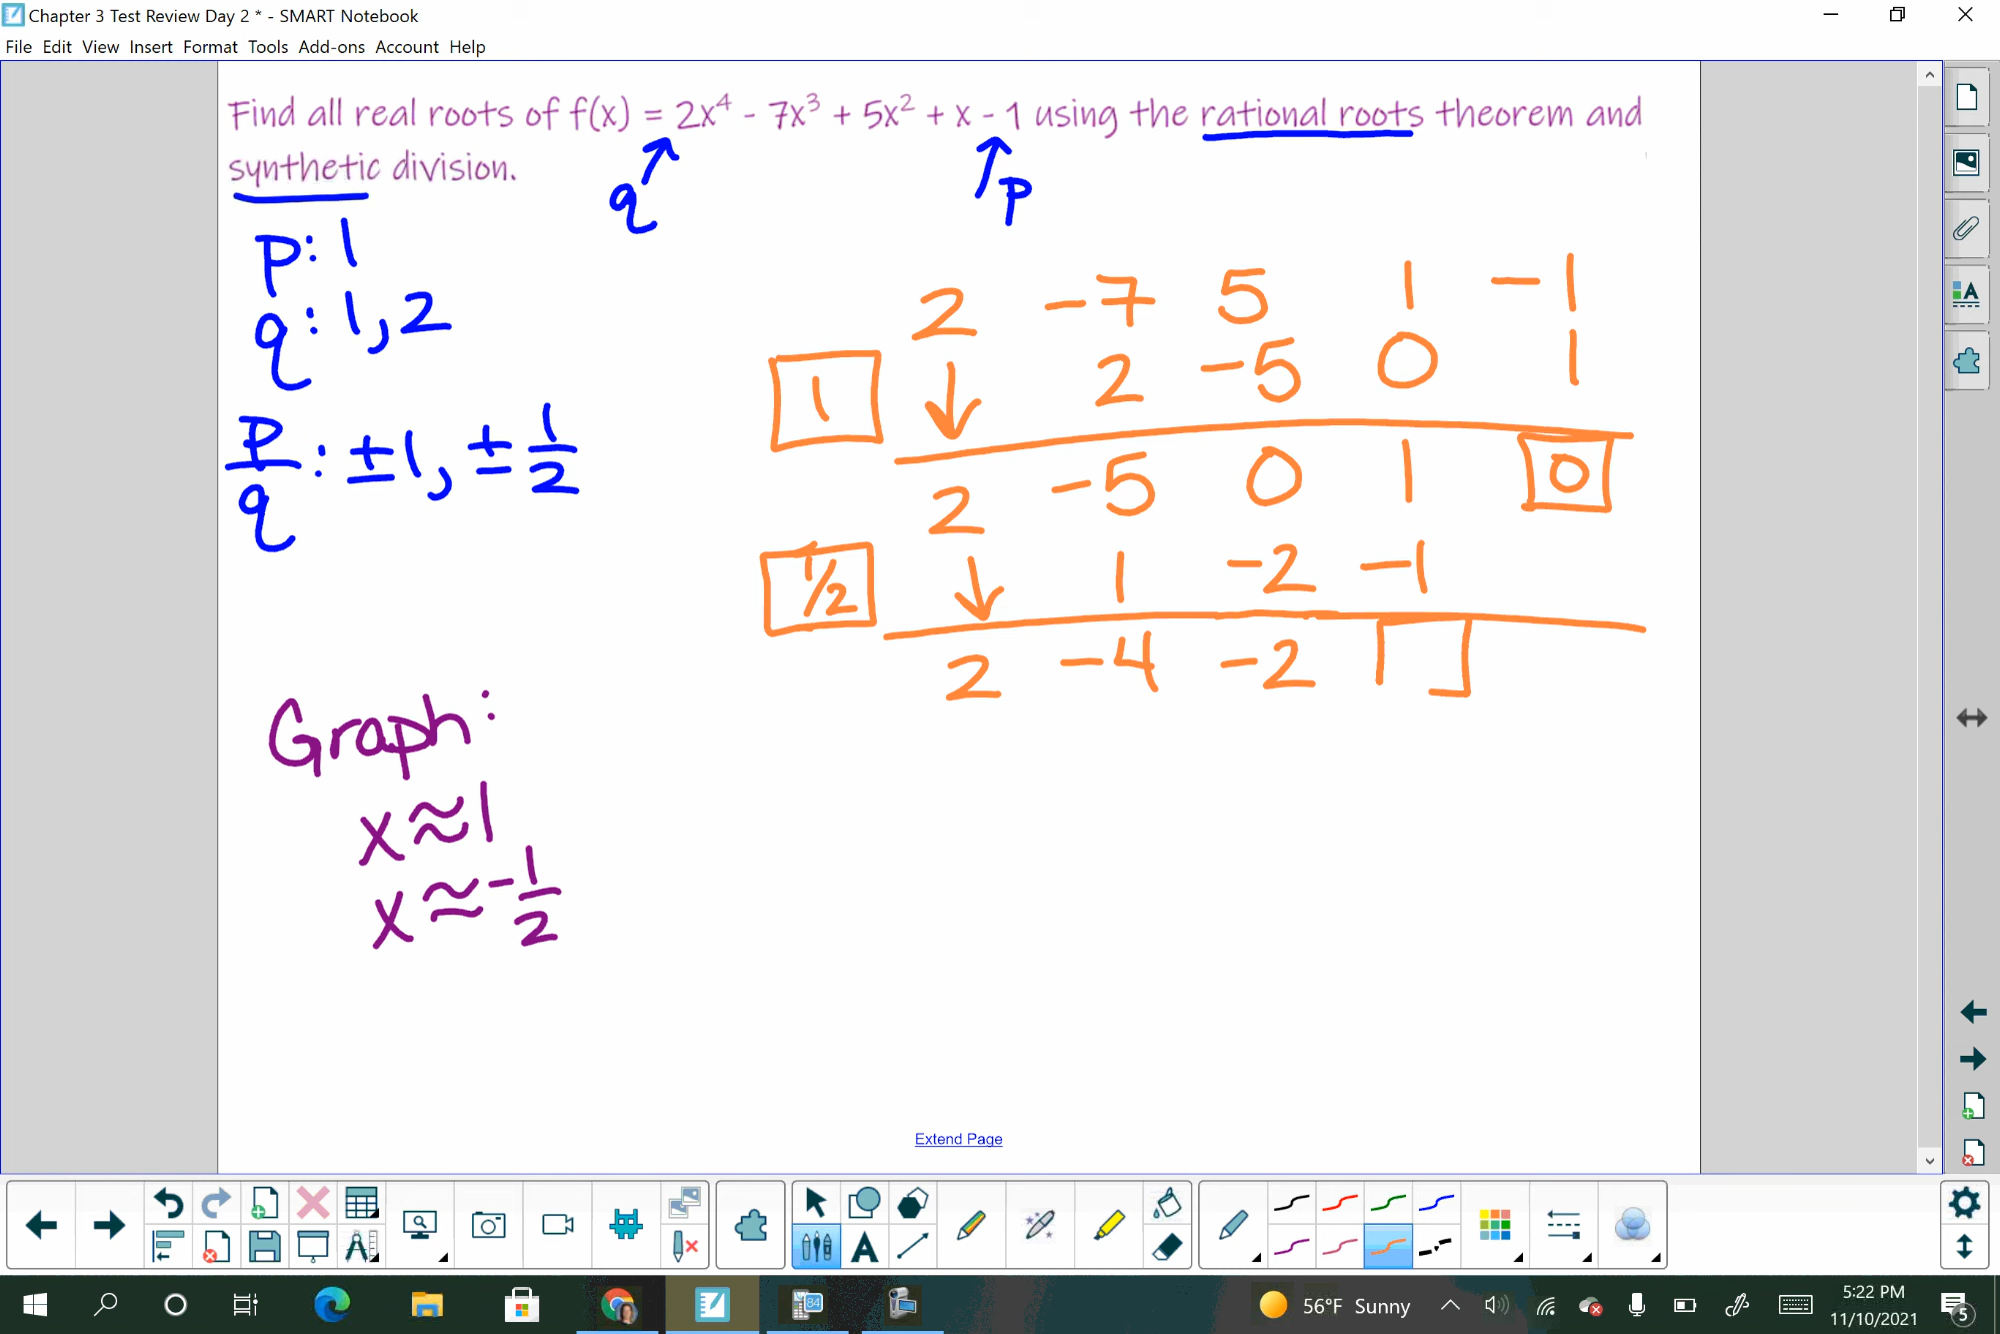 Chapter 3 Test Review Day 2 * - SMART Notebook
File Edit View Insert Format Tools Add-ons Account Help
Find all real roots of f(x) = 2x⁴ - 7x³ + 5x² + x - 1 using the rational roots theorem and
synthetic division.
q p
p: 1
q: 1, 2
p/q: ±1, ±1/2
2 -7 5 1 -1
1 2 -5 0 1
2 -5 0 1 0
1/2 1 -2 -1
2 -4 -2
Graph:
x ≈ 1
x ≈ -1/2
Extend Page
A
A
84
56°F Sunny
5:22 PM
11/10/2021
5